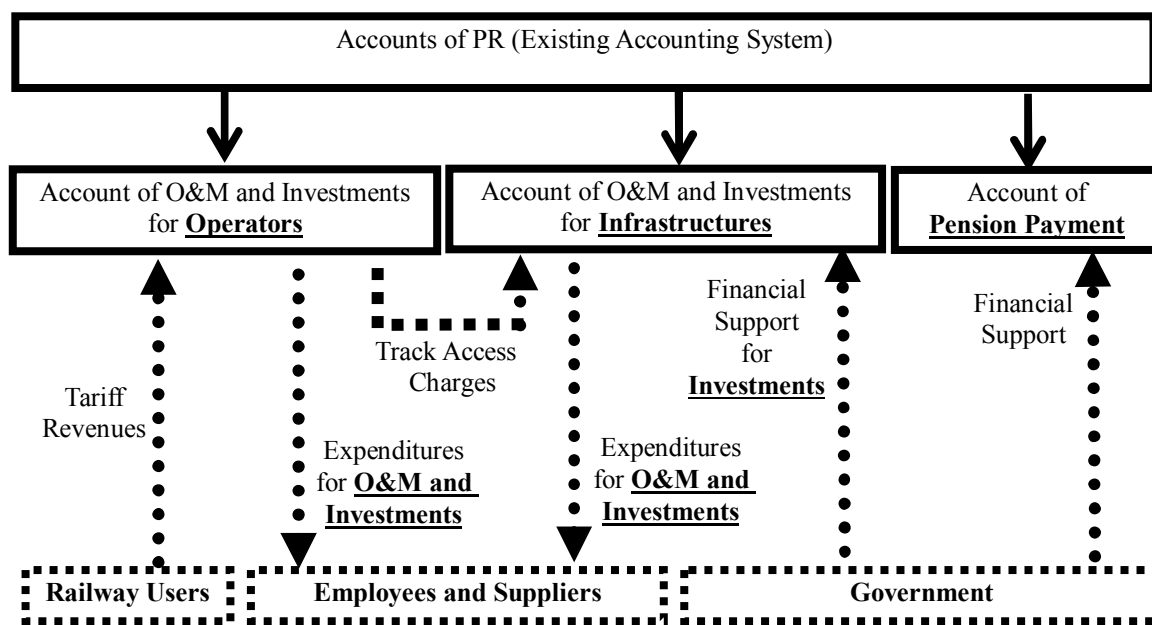 Accounts of PR (Existing Accounting System)
Account of O&M and Investments
for Operators
Account of O&M and Investments
for Infrastructures
Account of
Pension Payment
Tariff
Revenues
Expenditures
for O&M and
Investments
Track Access
Charges
Expenditures
for O&M and
Investments
Financial
Support
for
Investments
Financial
Support
Railway Users
Employees and Suppliers
Government